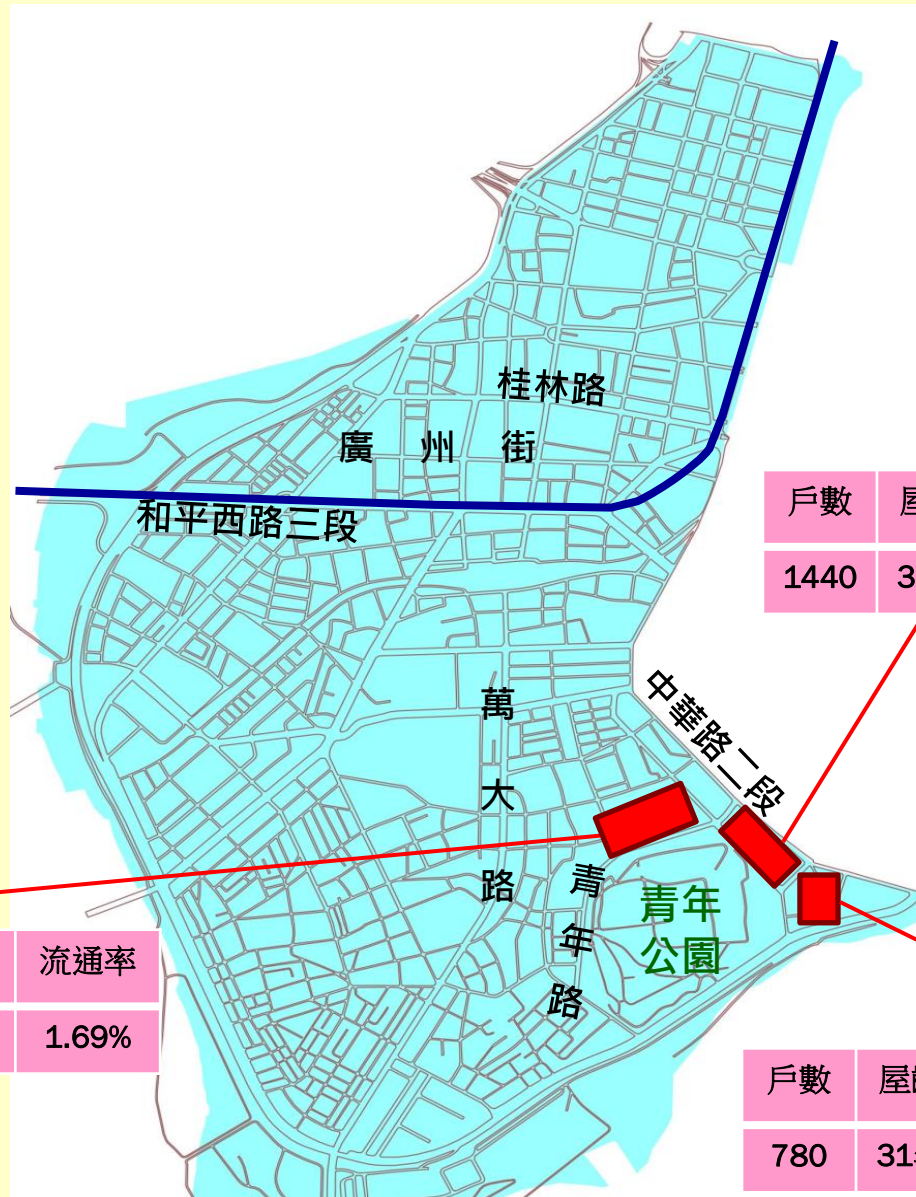 桂林路
廣州街
和平西路三段
戶數
1440 3
萬大路
中華路二段
青年路
青年
公園
流通率
1.69%
戶數
780 31